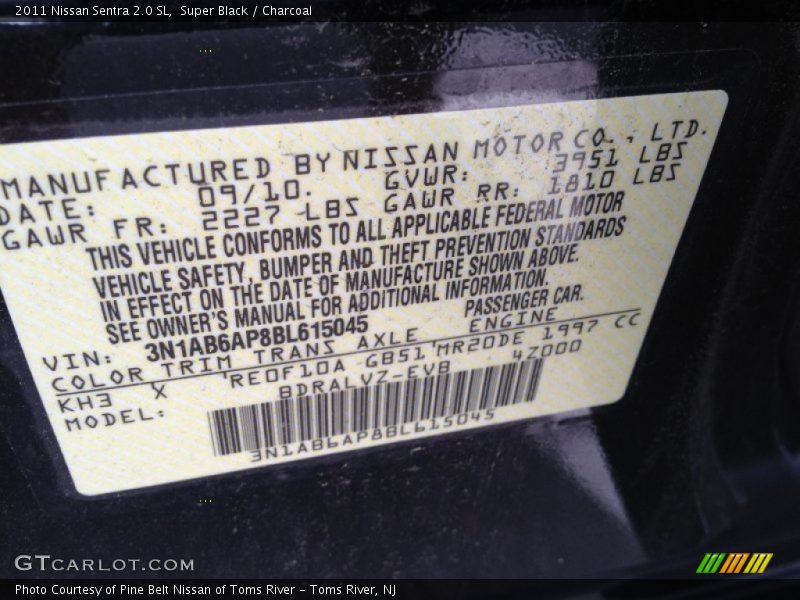 2011 Nissan Sentra 2.0 SL,  Super Black / Charcoal
MANUFACTURED BY NISSAN MOTOR CO., LTD.
DATE: 09/10. GVWR: 3951 LBS
GAWR FR: 2227 LBS GAWR RR: 1810 LBS
THIS VEHICLE CONFORMS TO ALL APPLICABLE FEDERAL MOTOR
VEHICLE SAFETY, BUMPER AND THEFT PREVENTION STANDARDS
IN EFFECT ON THE DATE OF MANUFACTURE SHOWN ABOVE.
SEE OWNER'S MANUAL FOR ADDITIONAL INFORMATION.
VIN: 3N1AB6AP8BL615045 PASSENGER CAR.
COLOR TRIM TRANS AXLE ENGINE
KH3 X RE0F10A GB51 MR20DE 1997 CC
MODEL: BDRALVZ-EVB 4Z000
3N1AB6AP8BL615045
GTCARLOT.COM
Photo Courtesy of Pine Belt Nissan of Toms River – Toms River, NJ